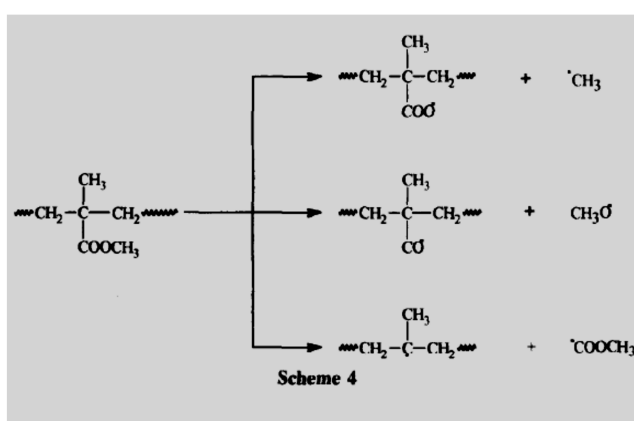 CH₃
~CH₂–C–CH₂~ + ·CH₃
COO·
CH₃
CH₃
~CH₂–C–CH₂~ ~CH₂–C–CH₂~ + CH₃O·
COOCH₃ CO·
CH₃
~CH₂–C–CH₂~ + ·COOCH₃
Scheme 4